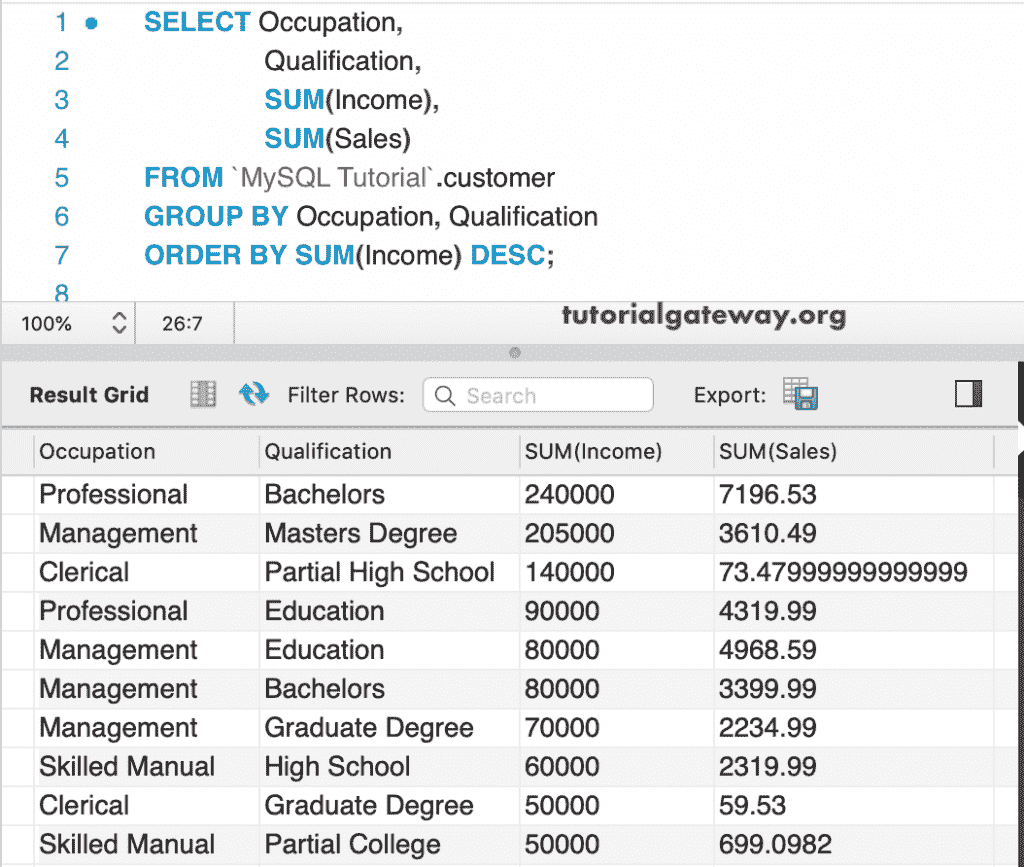 1 SELECT Occupation,
2 Qualification,
3 SUM(Income),
4 SUM(Sales)
5 FROM `MySQL Tutorial`.customer
6 GROUP BY Occupation, Qualification
7 ORDER BY SUM(Income) DESC;
8
100% 26:7 tutorialgateway.org
Result Grid Filter Rows: Search Export:
Occupation Qualification SUM(Income) SUM(Sales)
Professional Bachelors 240000 7196.53
Management Masters Degree 205000 3610.49
Clerical Partial High School 140000 73.47999999999999
Professional Education 90000 4319.99
Management Education 80000 4968.59
Management Bachelors 80000 3399.99
Management Graduate Degree 70000 2234.99
Skilled Manual High School 60000 2319.99
Clerical Graduate Degree 50000 59.53
Skilled Manual Partial College 50000 699.0982